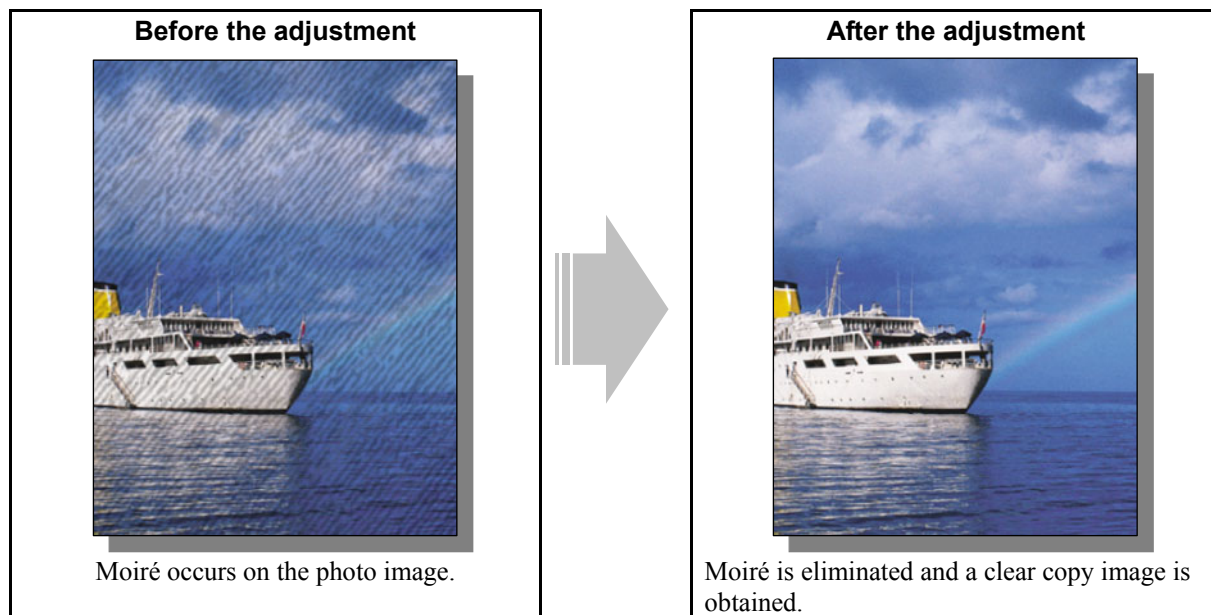 Before the adjustment
Moiré occurs on the photo image.
After the adjustment
Moiré is eliminated and a clear copy image is
obtained.